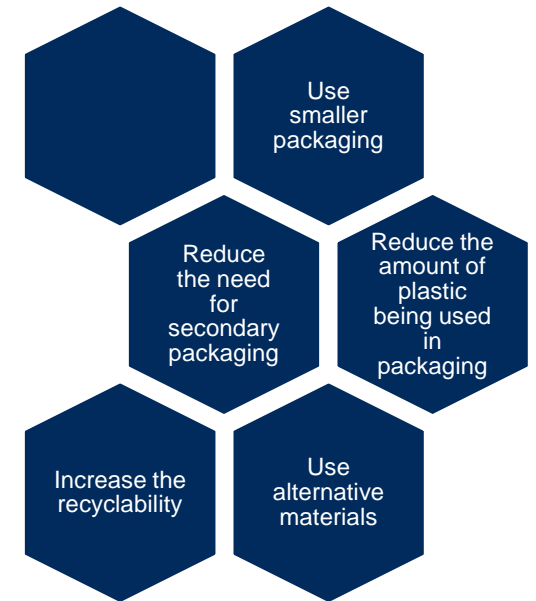 Use
smaller
packaging
Reduce
the need
for
secondary
packaging
Reduce the
amount of
plastic
being used
in
packaging
Increase the
recyclability
Use
alternative
materials